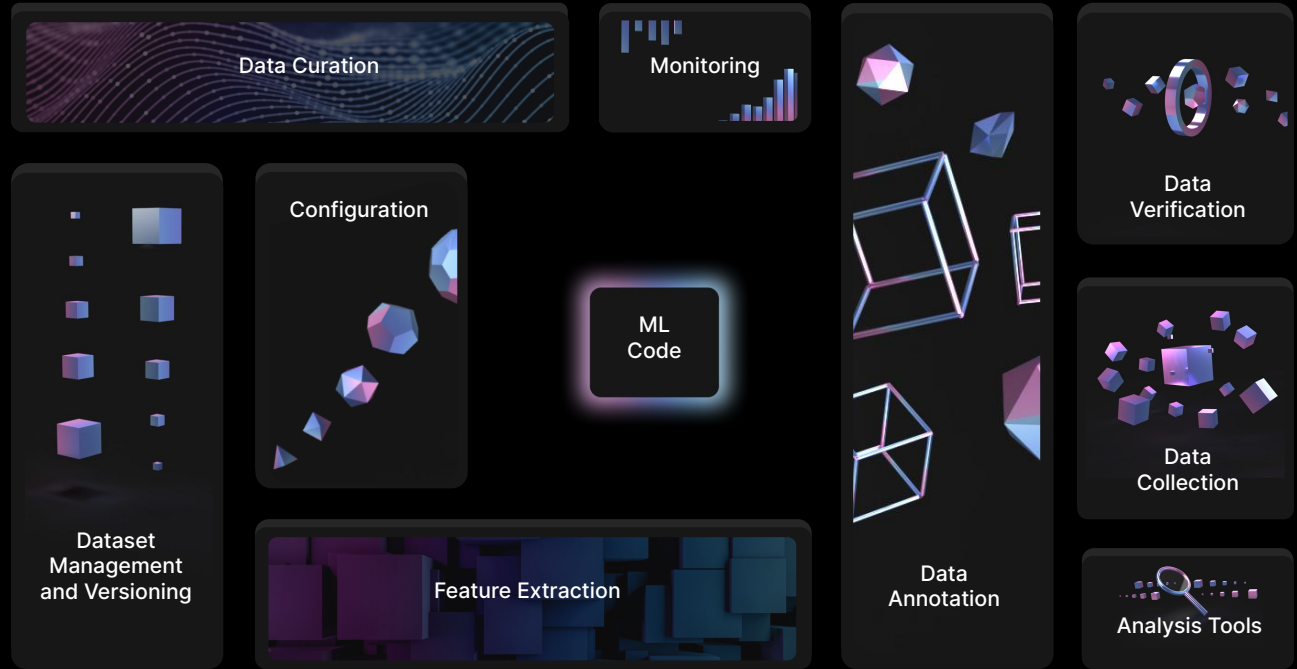 Data Curation
Monitoring
Configuration
Dataset
Management
and Versioning
ML
Code
Feature Extraction
Data
Annotation
Data
Verification
Data
Collection
Analysis Tools